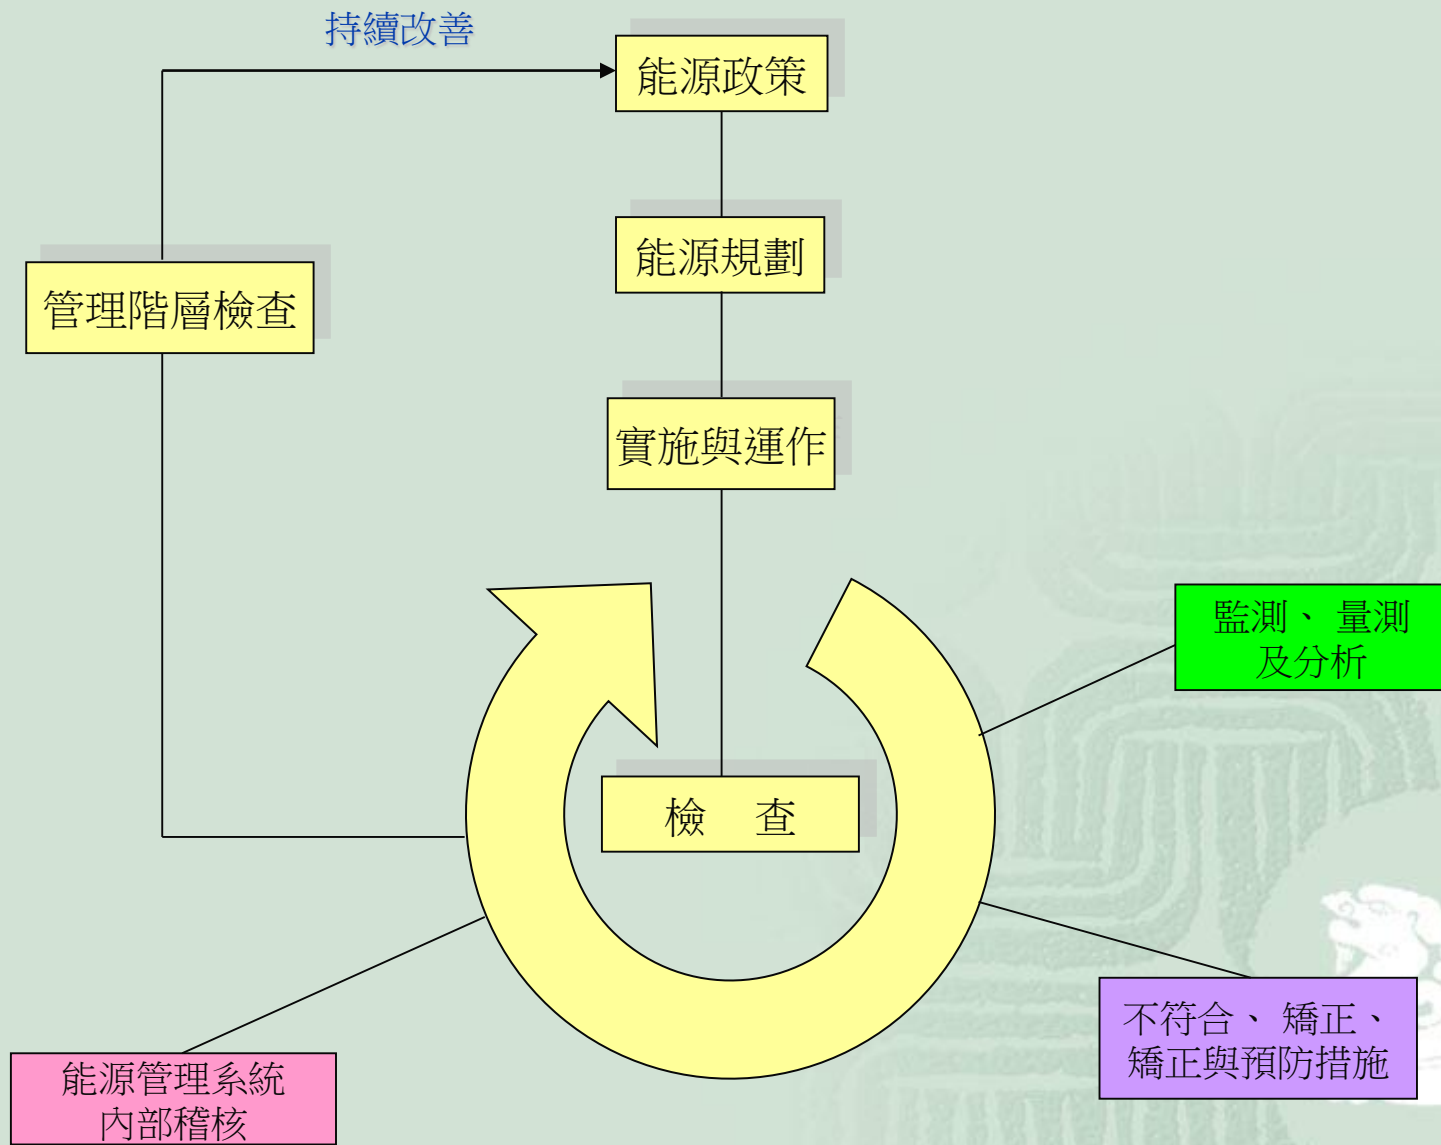 持續改善
能源政策
能源規劃
管理階層檢查
實施與運作
監測、 量測
及分析
檢 查
不符合、 矯正、
矯正與預防措施
能源管理系統
內部稽核